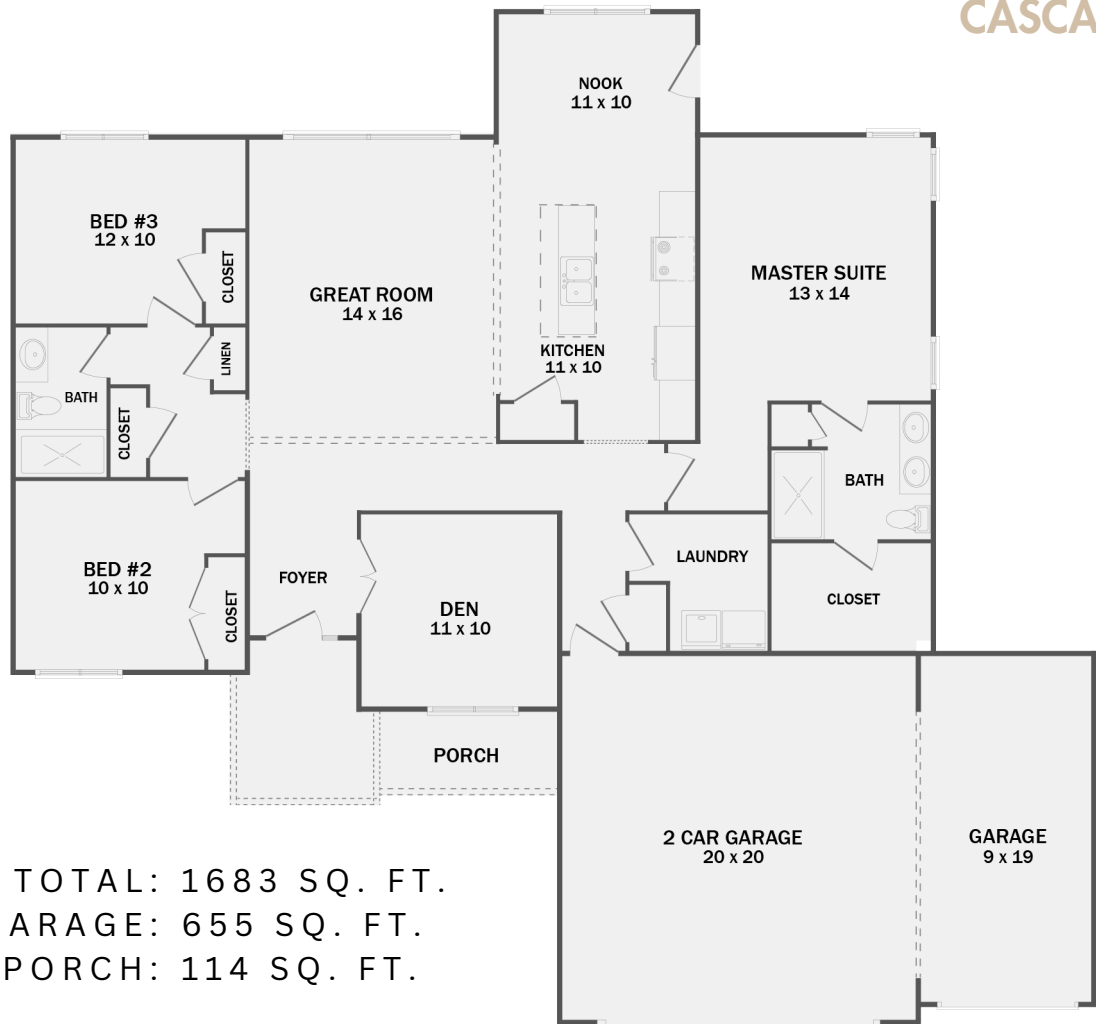 CASCA
NOOK
11 x 10
BED #3
12 x 10
CLOSET
GREAT ROOM
14 x 16
MASTER SUITE
13 x 14
KITCHEN
11 x 10
LINEN
BATH
CLOSET
BATH
BED #2
10 x 10
CLOSET
FOYER
DEN
11 x 10
LAUNDRY
CLOSET
PORCH
2 CAR GARAGE
20 x 20
GARAGE
9 x 19
TOTAL: 1683 SQ. FT.
ARAGE: 655 SQ. FT.
PORCH: 114 SQ. FT.